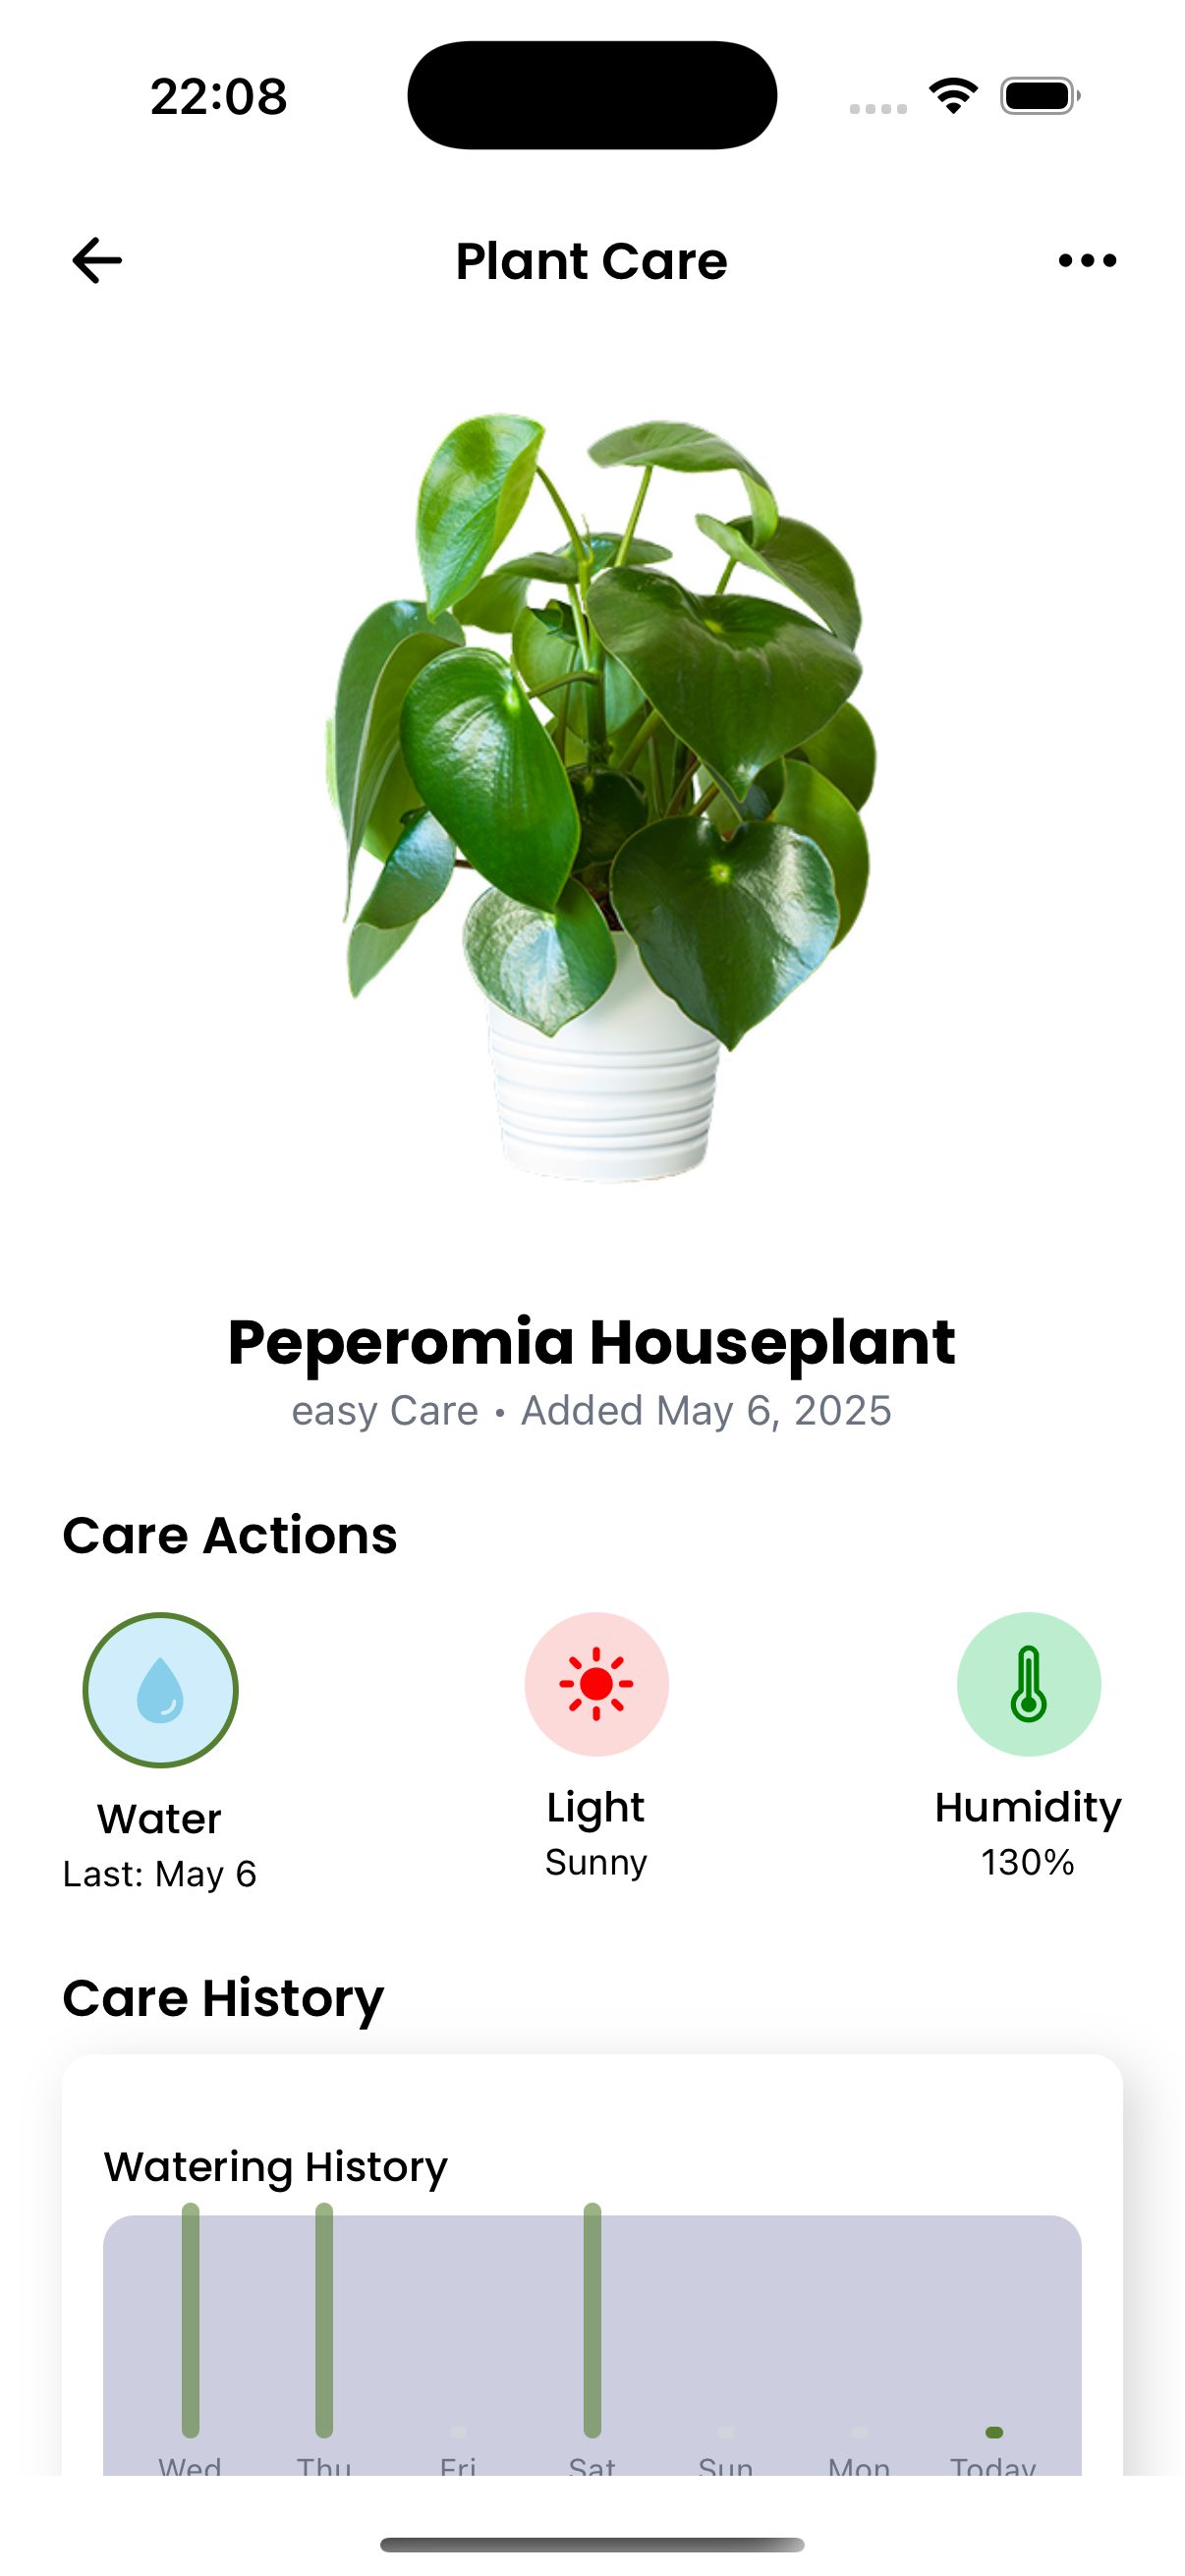 22:08
Plant Care
Peperomia Houseplant
easy Care • Added May 6, 2025
Care Actions
Water
Last: May 6
Light
Sunny
Humidity
130%
Care History
Watering History
Wed Thu Fri Sat Sun Mon Today